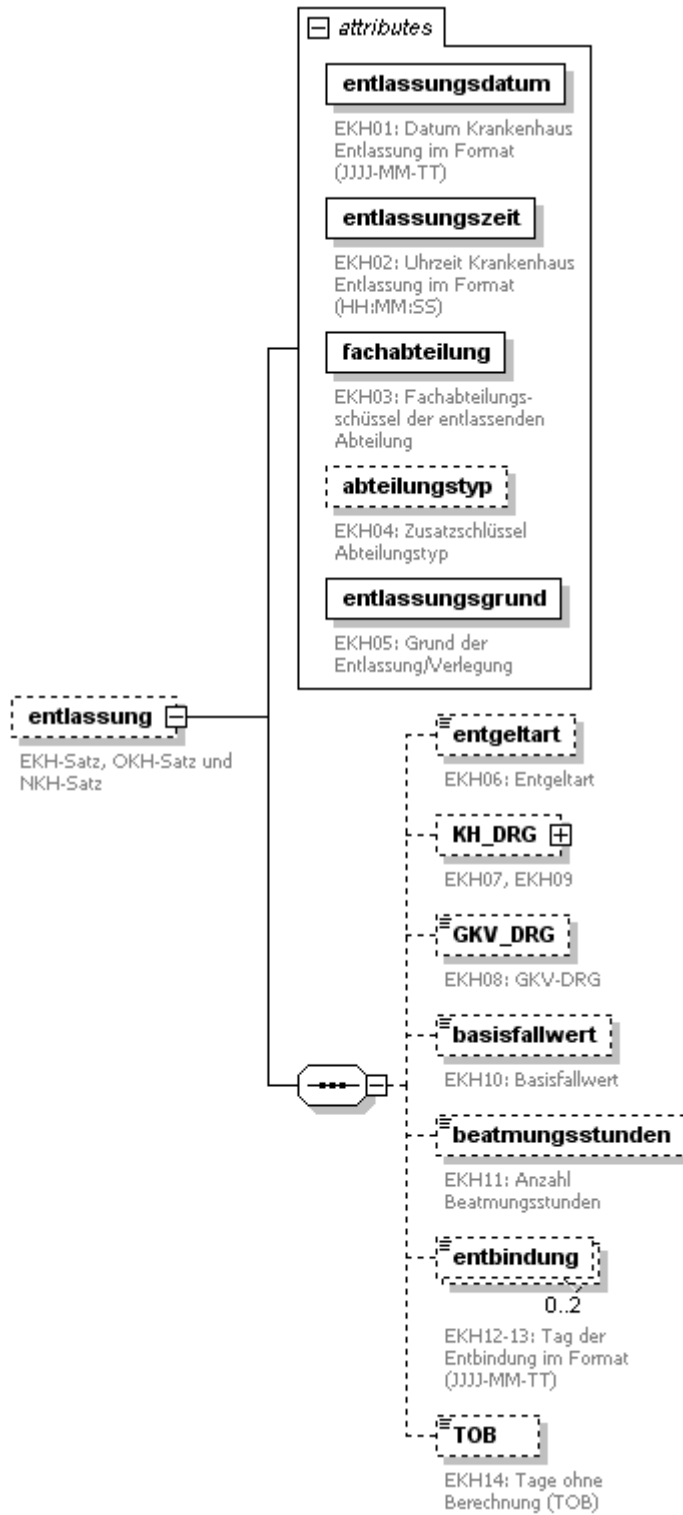 attributes
entlassungsdatum
EKH01: Datum Krankenhaus
Entlassung im Format
(JJJJ-MM-TT)
entlassungszeit
EKH02: Uhrzeit Krankenhaus
Entlassung im Format
(HH:MM:SS)
fachabteilung
EKH03: Fachabteilungs-
schüssel der entlassenden
Abteilung
abteilungstyp
EKH04: Zusatzschlüssel
Abteilungstyp
entlassungsgrund
EKH05: Grund der
Entlassung/Verlegung
entlassung
EKH-Satz, OKH-Satz und
NKH-Satz
entgeltart
EKH06: Entgeltart
KH_DRG
EKH07, EKH09
GKV_DRG
EKH08: GKV-DRG
basisfallwert
EKH10: Basisfallwert
beatmungsstunden
EKH11: Anzahl
Beatmungsstunden
entbindung
0..2
EKH12-13: Tag der
Entbindung im Format
(JJJJ-MM-TT)
TOB
EKH14: Tage ohne
Berechnung (TOB)